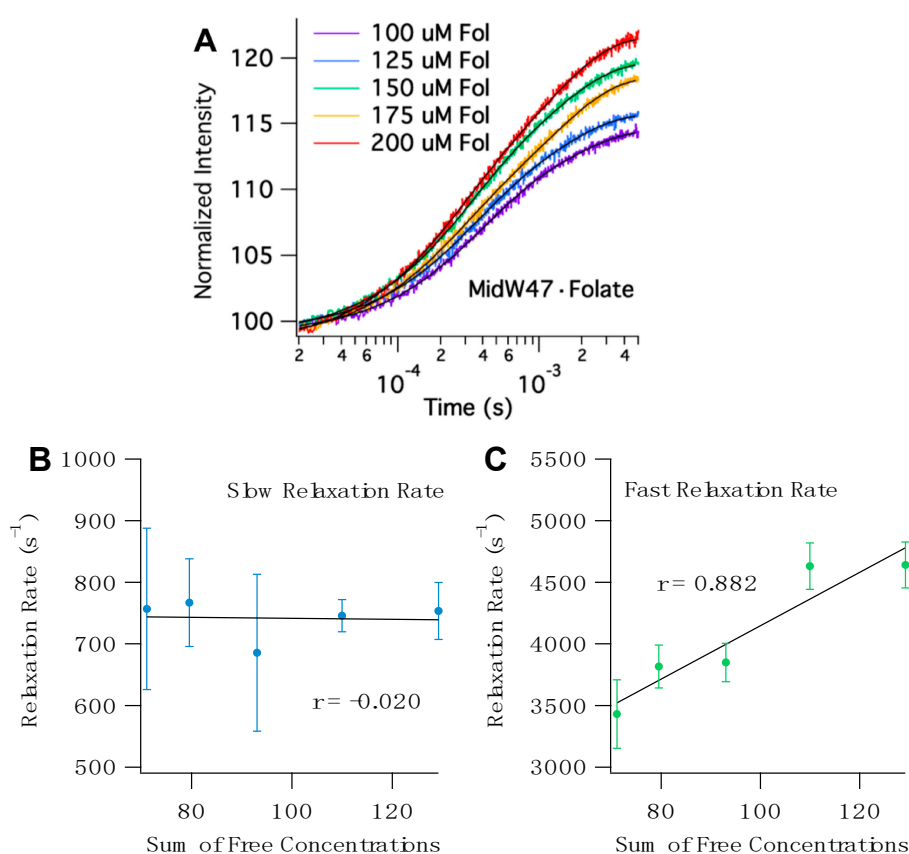 A
100 uM Fol
125 uM Fol
150 uM Fol
175 uM Fol
200 uM Fol
120
115
110
105
100
Normalized Intensity
MidW47 · Folate
2 4 6 2 4 6 2 4
10^-4 10^-3
Time (s)
B
1000
900
800
700
600
500
Relaxation Rate (s^-1)
Slow Relaxation Rate
r = -0.020
80 100 120
Sum of Free Concentrations
C
5500
5000
4500
4000
3500
3000
Relaxation Rate (s^-1)
Fast Relaxation Rate
r = 0.882
80 100 120
Sum of Free Concentrations